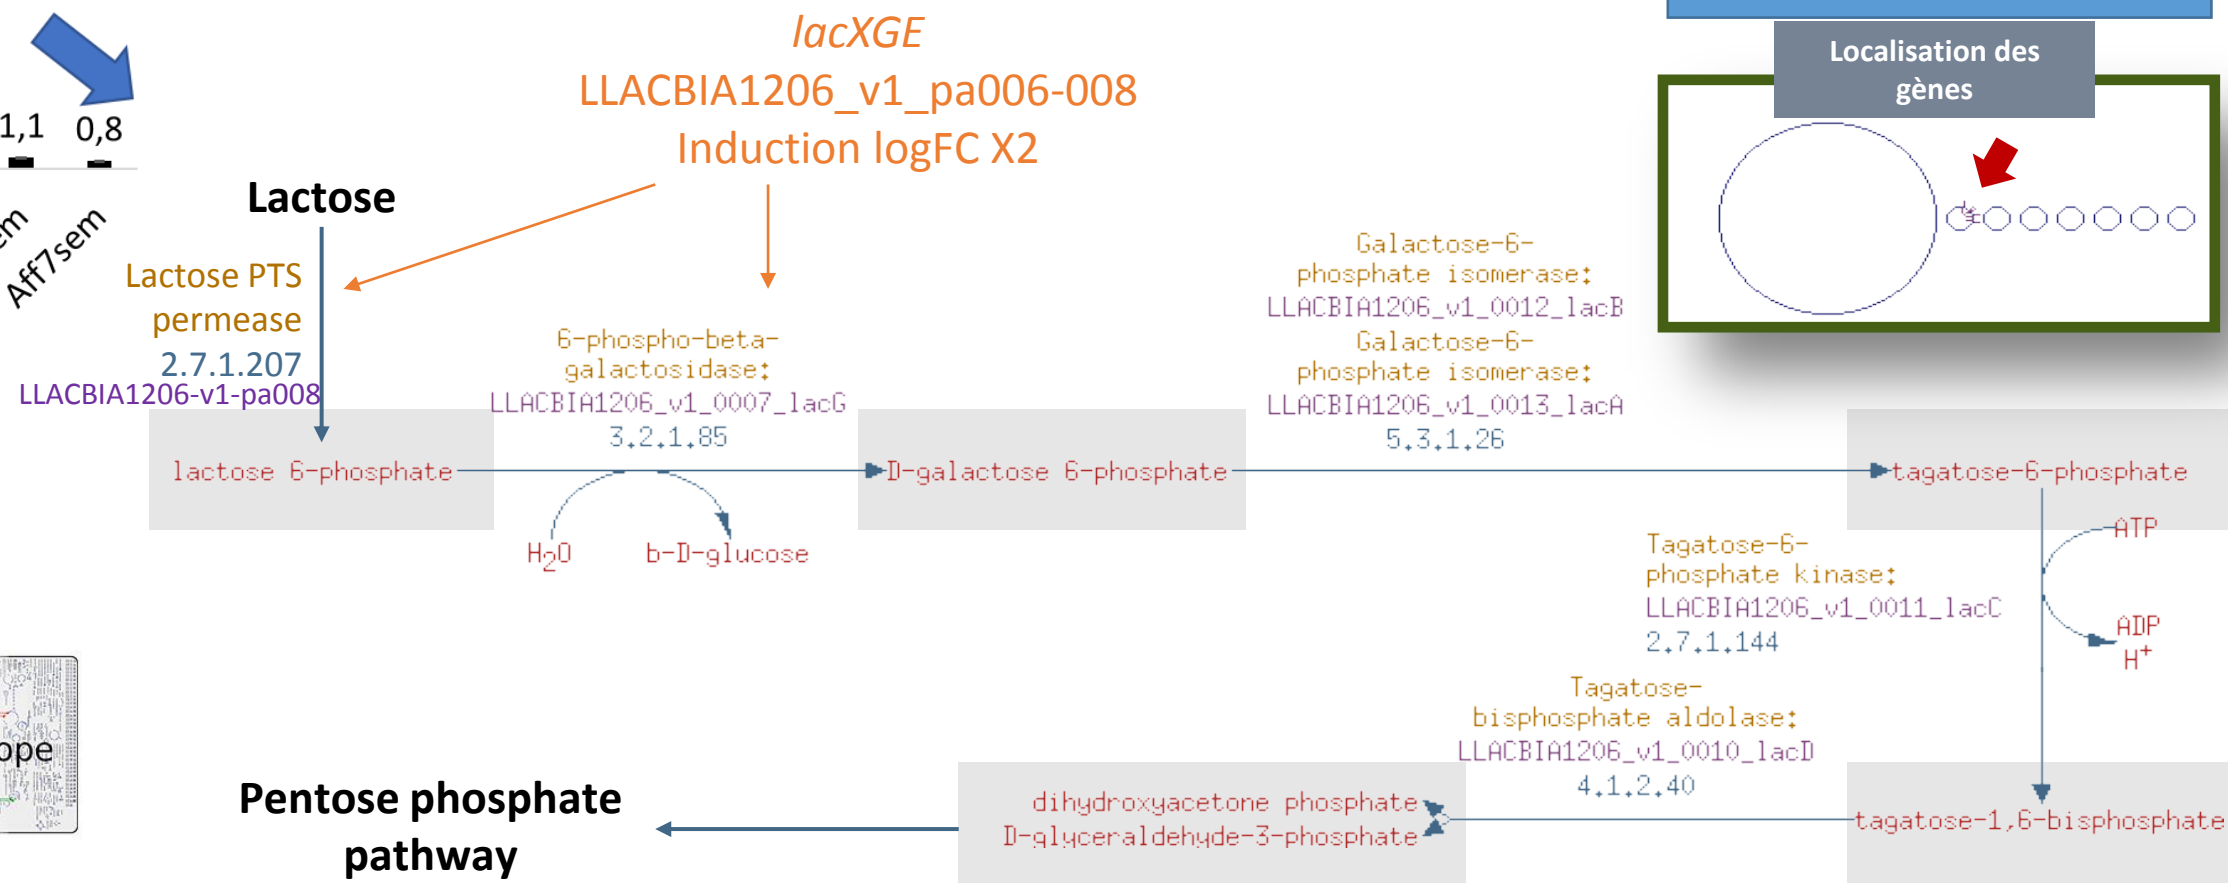 lacXGE
LLACBIA1206_v1_pa006-008
Induction logFC X2
Localisation des
gènes
1,1 0,8
Aff7sem
Lactose
Lactose PTS
permease
2.7.1.207
LLACBIA1206-v1-pa008
6-phospho-beta-
galactosidase:
LLACBIA1206_v1_0007_lacG
3.2.1.85
Galactose-6-
phosphate isomerase:
LLACBIA1206_v1_0012_lacB
Galactose-6-
phosphate isomerase:
LLACBIA1206_v1_0013_lacA
5.3.1.26
lactose 6-phosphate
D-galactose 6-phosphate
tagatose-6-phosphate
H2O
b-D-glucose
ATP
Tagatose-6-
phosphate kinase:
LLACBIA1206_v1_0011_lacC
2.7.1.144
ADP
H+
Tagatose-
bisphosphate aldolase:
LLACBIA1206_v1_0010_lacD
4.1.2.40
tagatose-1,6-bisphosphate
dihydroxyacetone phosphate
D-glyceraldehyde-3-phosphate
Pentose phosphate
pathway